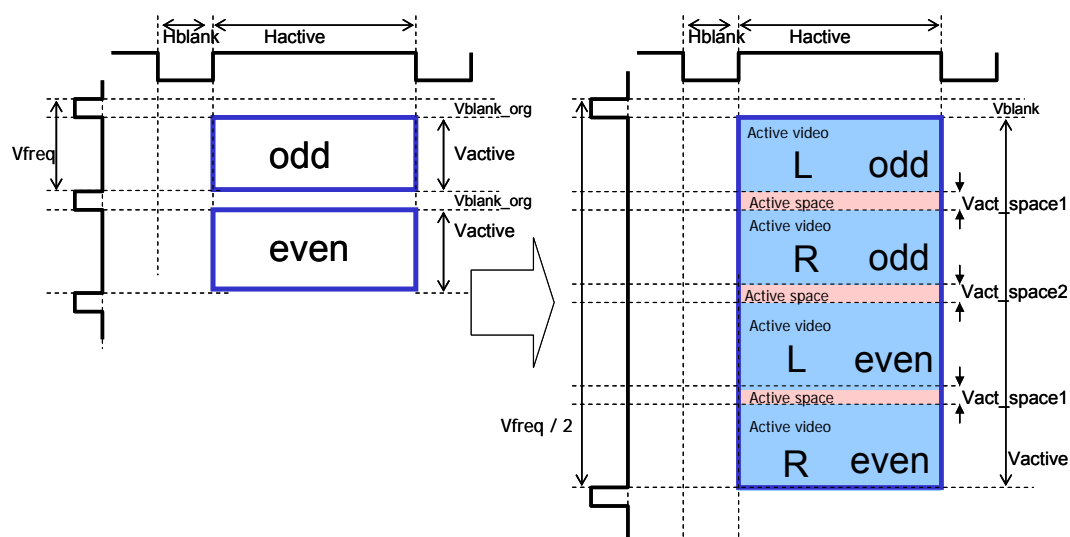 Hblank
Hactive
Vblank_org
Vfreq
odd
Vactive
Vblank_org
even
Vactive
Hblank
Hactive
Vblank
Active video
L odd
Active space
Vact_space1
Active video
R odd
Active space
Vact_space2
Active video
L even
Active space
Vact_space1
Vfreq / 2
Active video
R even
Vactive